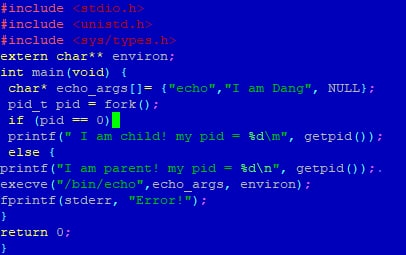 #include <stdio.h>
#include <unistd.h>
#include <sys/types.h>
extern char** environ;
int main(void) {
char* echo_args[]= {"echo","I am Dang", NULL};
pid_t pid = fork();
if (pid == 0)
printf(" I am child! my pid = %d\m", getpid());
else {
printf("I am parent! my pid = %d\n", getpid());.
execve("/bin/echo",echo_args, environ);
fprintf(stderr, "Error!");
}
return 0;
}